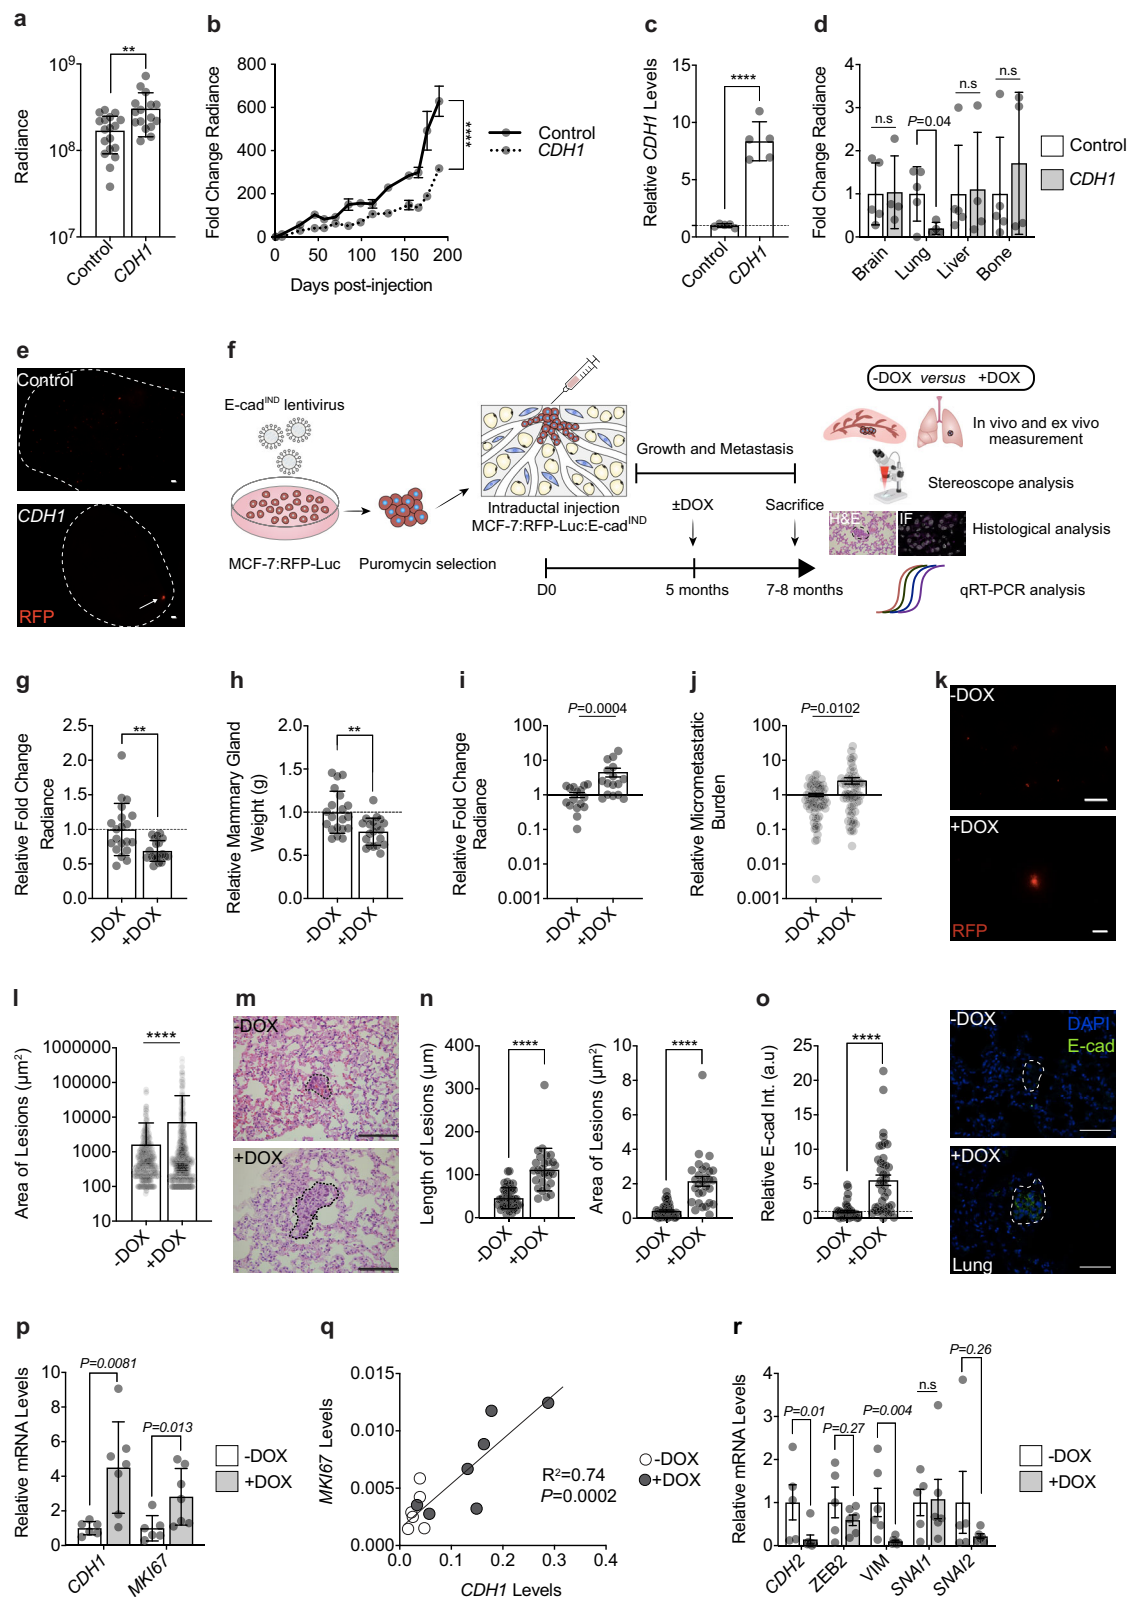 a
Radiance
10⁹
10⁸
10⁷
**
Control
CDH1
b
Fold Change Radiance
800
600
400
200
0
0 50 100 150 200
Days post-injection
****
Control
CDH1
c
Relative CDH1 Levels
15
10
5
0
****
Control
CDH1
d
Fold Change Radiance
4
3
2
1
0
n.s
P=0.04
n.s
n.s
Brain
Lung
Liver
Bone
Control
CDH1
e
Control
CDH1
RFP
f
E-cadᴵᴺᴰ lentivirus
MCF-7:RFP-Luc
Puromycin selection
Intraductal injection
MCF-7:RFP-Luc:E-cadᴵᴺᴰ
Growth and Metastasis
±DOX
Sacrifice
D0
5 months
7-8 months
-DOX versus +DOX
In vivo and ex vivo
measurement
Stereoscope analysis
H&E
IF
Histological analysis
qRT-PCR analysis
g
Relative Fold Change
Radiance
2.5
2.0
1.5
1.0
0.5
0.0
**
-DOX
+DOX
h
Relative Mammary Gland
Weight (g)
2.0
1.5
1.0
0.5
0.0
**
-DOX
+DOX
i
Relative Fold Change
Radiance
100
10
1
0.1
0.01
0.001
P=0.0004
-DOX
+DOX
j
Relative Micrometastatic
Burden
100
10
1
0.1
0.01
0.001
P=0.0102
-DOX
+DOX
k
-DOX
+DOX
RFP
l
Area of Lesions (µm²)
1000000
100000
10000
1000
100
10
****
-DOX
+DOX
m
-DOX
+DOX
n
Length of Lesions (µm)
400
300
200
100
0
****
-DOX
+DOX
Area of Lesions (µm²)
10
8
6
4
2
0
****
-DOX
+DOX
o
Relative E-cad Int. (a.u)
25
20
15
10
5
0
****
-DOX
+DOX
-DOX
DAPI
E-cad
+DOX
Lung
p
Relative mRNA Levels
10
8
6
4
2
0
P=0.0081
P=0.013
CDH1
MKI67
-DOX
+DOX
q
MKI67 Levels
0.015
0.010
0.005
0.000
0.0 0.1 0.2 0.3 0.4
CDH1 Levels
-DOX
+DOX
R²=0.74
P=0.0002
r
Relative mRNA Levels
4
3
2
1
0
P=0.01
P=0.27
P=0.004
n.s
P=0.26
CDH2
ZEB2
VIM
SNAI1
SNAI2
-DOX
+DOX